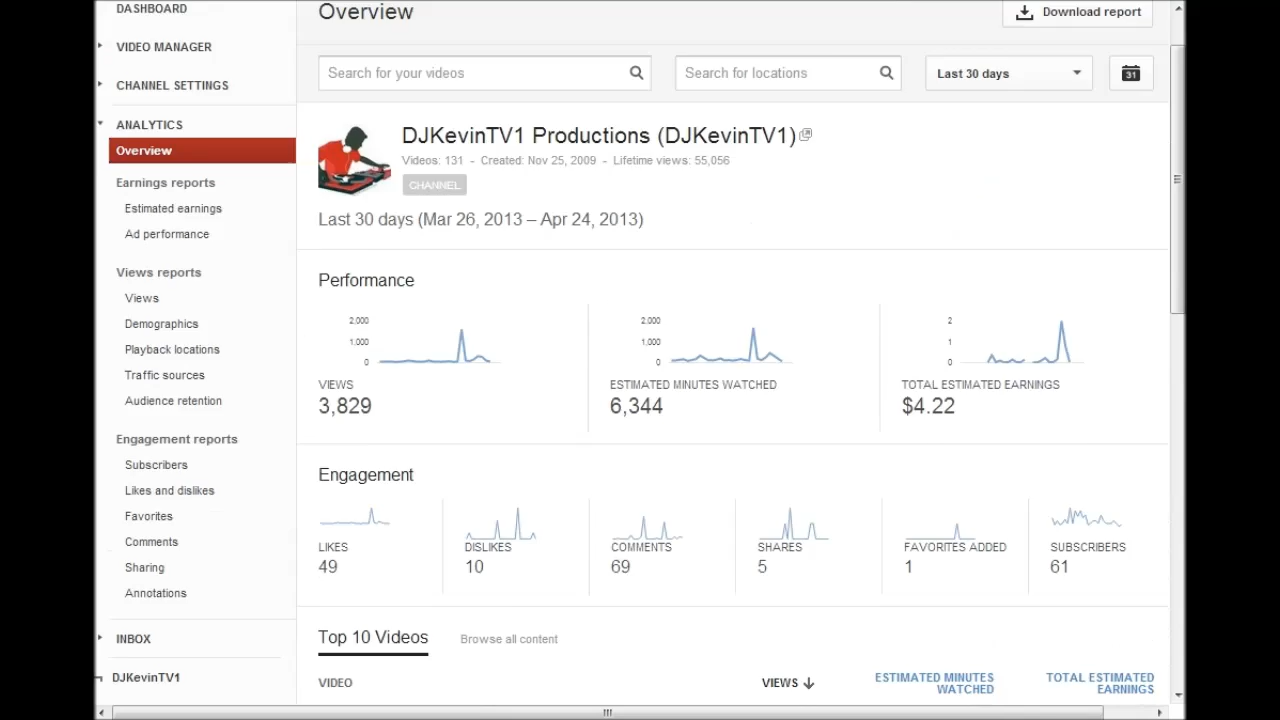 DASHBOARD
VIDEO MANAGER
CHANNEL SETTINGS
ANALYTICS
Overview
Earnings reports
Estimated earnings
Ad performance
Views reports
Views
Demographics
Playback locations
Traffic sources
Audience retention
Engagement reports
Subscribers
Likes and dislikes
Favorites
Comments
Sharing
Annotations
INBOX
DJKevinTV1
Overview
Download report
Search for your videos
Search for locations
Last 30 days
31
DJKevinTV1 Productions (DJKevinTV1)
Videos: 131 - Created: Nov 25, 2009 - Lifetime views: 55,056
CHANNEL
Last 30 days (Mar 26, 2013 – Apr 24, 2013)
Performance
2,000
1,000
0
VIEWS
3,829
2,000
1,000
0
ESTIMATED MINUTES WATCHED
6,344
2
1
0
TOTAL ESTIMATED EARNINGS
$4.22
Engagement
LIKES
49
DISLIKES
10
COMMENTS
69
SHARES
5
FAVORITES ADDED
1
SUBSCRIBERS
61
Top 10 Videos
Browse all content
VIDEO
VIEWS
ESTIMATED MINUTES
WATCHED
TOTAL ESTIMATED
EARNINGS